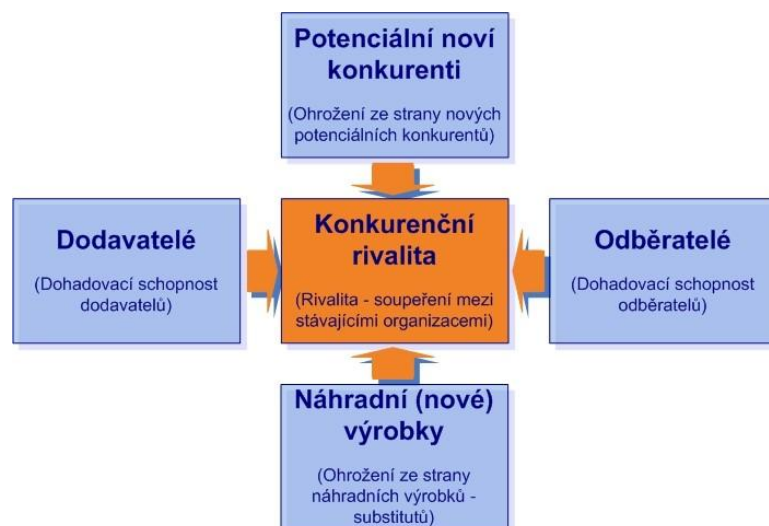 Potenciální noví
konkurenti
(Ohrožení ze strany nových
potenciálních konkurentů)
Dodavatelé
(Dohadovací schopnost
dodavatelů)
Konkurenční
rivalita
(Rivalita - soupeření mezi
stávajícími organizacemi)
Odběratelé
(Dohadovací schopnost
odběratelů)
Náhradní (nové)
výrobky
(Ohrožení ze strany
náhradních výrobků -
substitutů)